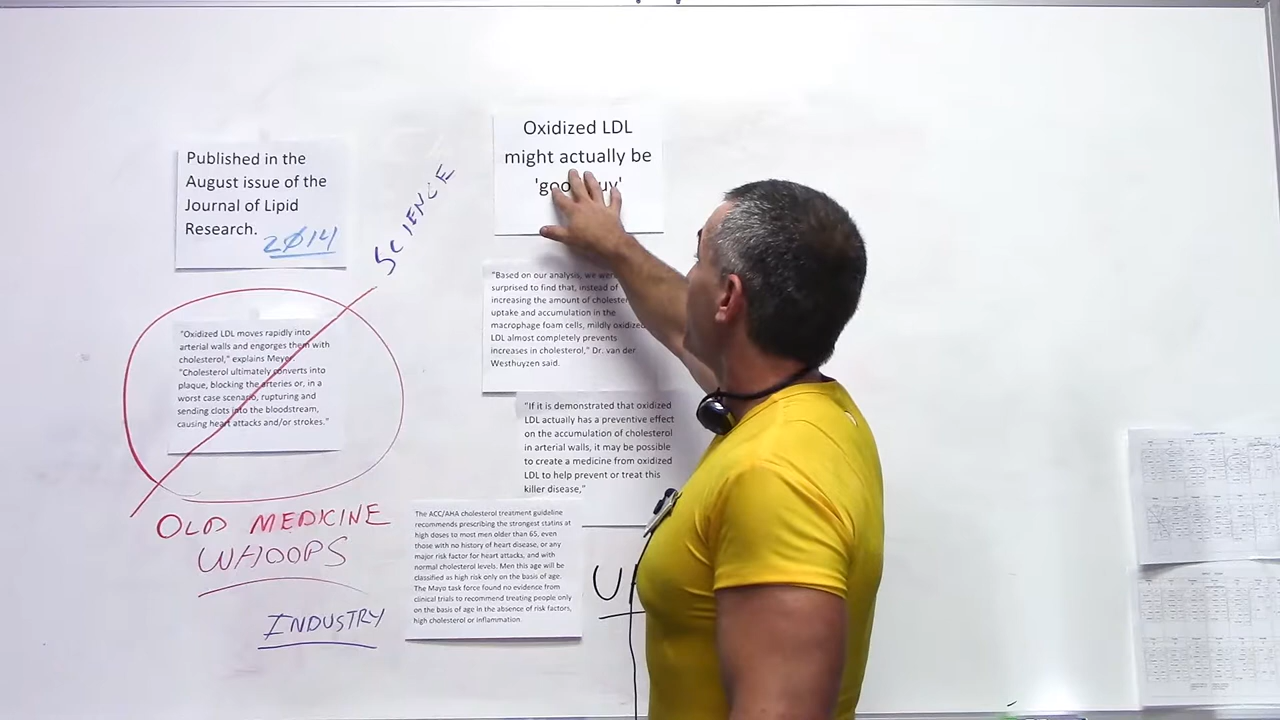 Published in the
August issue of the
Journal of Lipid
Research.
2014
SCIENCE
"Oxidized LDL moves rapidly into
arterial walls and engorges them with
cholesterol," explains Meyer.
"Cholesterol ultimately converts into
plaque, blocking the arteries or, in a
worst case scenario, rupturing and
sending clots into the bloodstream,
causing heart attacks and/or strokes."
OLD MEDICINE
WHOOPS
INDUSTRY
Oxidized LDL
might actually be
'good guy'
"Based on our analysis, we were
surprised to find that, instead of
increasing the amount of cholester
uptake and accumulation in the
macrophage foam cells, mildly oxidized
LDL almost completely prevents
increases in cholesterol," Dr. van der
Westhuyzen said.
"If it is demonstrated that oxidized
LDL actually has a preventive effect
on the accumulation of cholesterol
in arterial walls, it may be possible
to create a medicine from oxidized
LDL to help prevent or treat this
killer disease,"
The ACC/AHA cholesterol treatment guideline
recommends prescribing the strongest statins at
high doses to most men older than 65, even
those with no history of heart disease, or any
major risk factor for heart attacks, and with
normal cholesterol levels. Men this age will be
classified as high risk only on the basis of age.
The Mayo task force found no evidence from
clinical trials to recommend treating people only
on the basis of age in the absence of risk factors,
high cholesterol or inflammation.